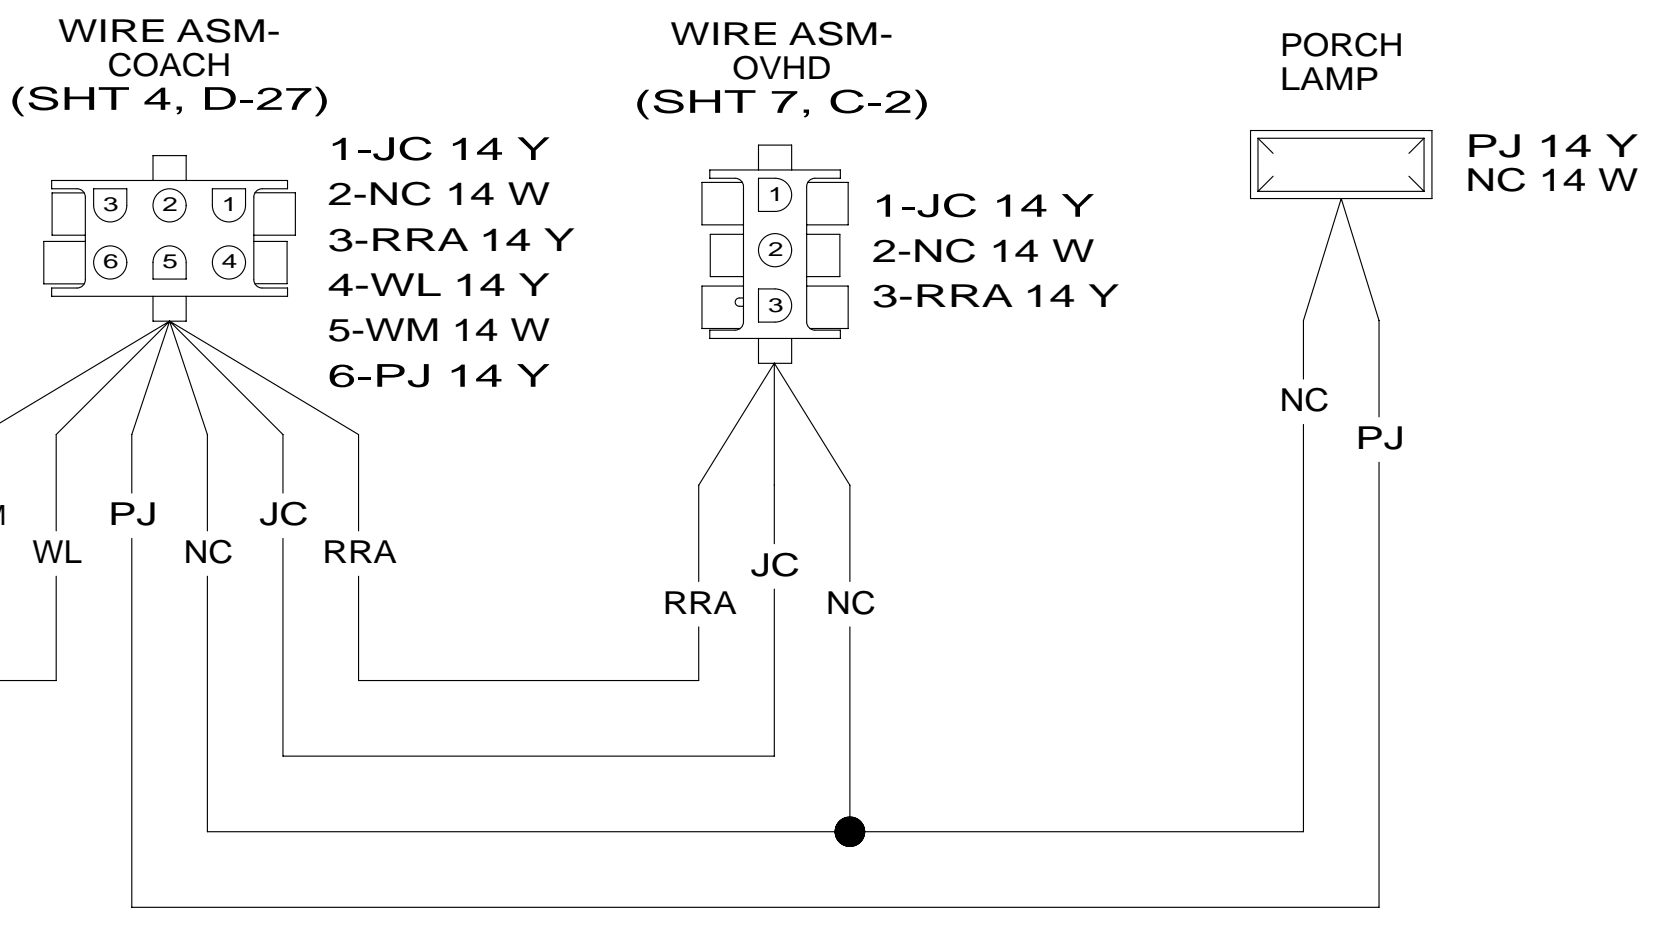 WIRE ASM-
COACH
(SHT 4, D-27)
1-JC 14 Y
2-NC 14 W
3-RRA 14 Y
4-WL 14 Y
5-WM 14 W
6-PJ 14 Y
3 2 1
6 5 4
WL
PJ
NC
JC
RRA
WIRE ASM-
OVHD
(SHT 7, C-2)
1
2
3
1-JC 14 Y
2-NC 14 W
3-RRA 14 Y
RRA
JC
NC
PORCH
LAMP
PJ 14 Y
NC 14 W
NC
PJ